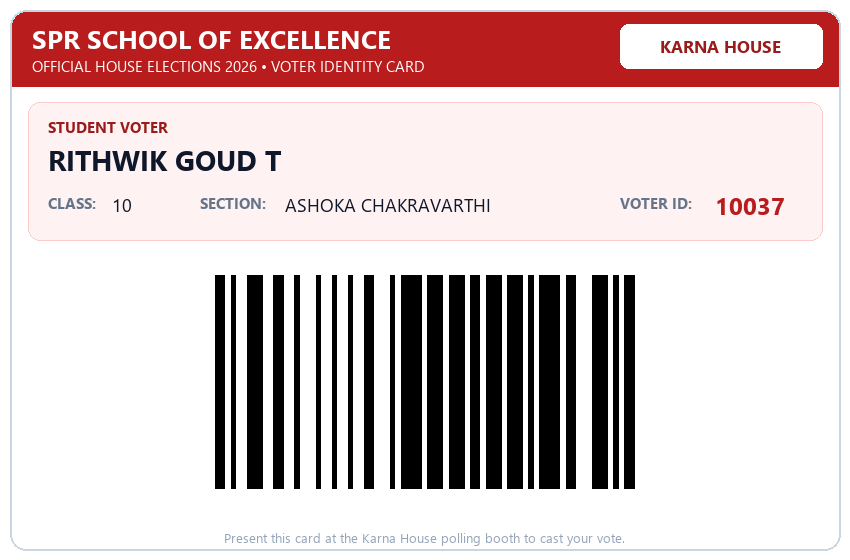 SPR SCHOOL OF EXCELLENCE
OFFICIAL HOUSE ELECTIONS 2026 • VOTER IDENTITY CARD
KARNA HOUSE
STUDENT VOTER
RITHWIK GOUD T
CLASS: 10 SECTION: ASHOKA CHAKRAVARTHI VOTER ID: 10037
Present this card at the Karna House polling booth to cast your vote.